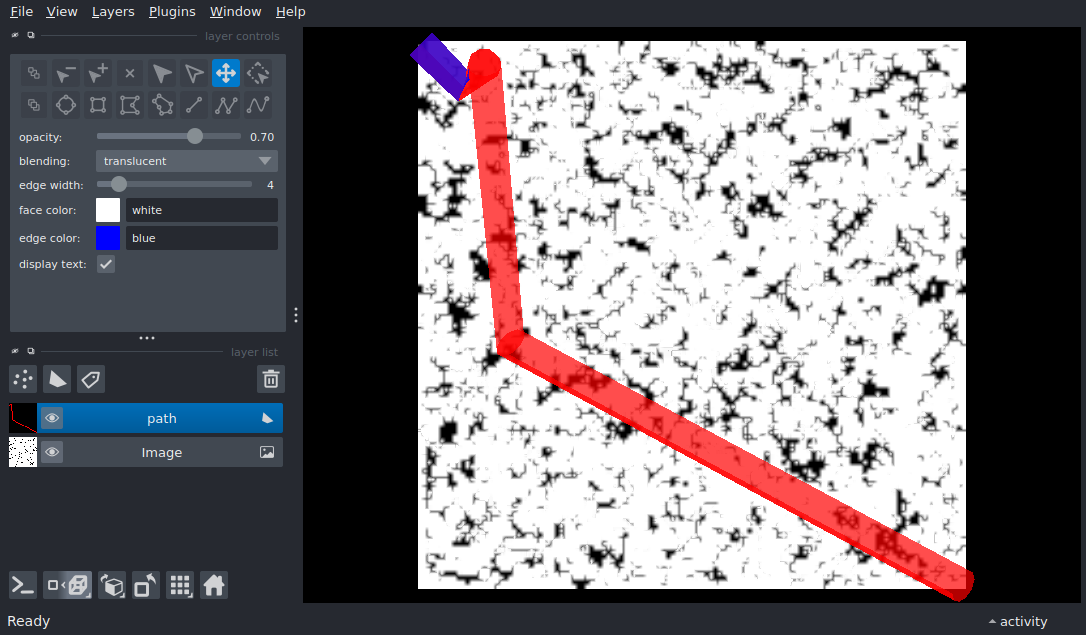 File View Layers Plugins Window Help
layer controls
opacity: 0.70
blending: translucent
edge width: 4
face color: white
edge color: blue
display text:
layer list
path
Image
Ready activity